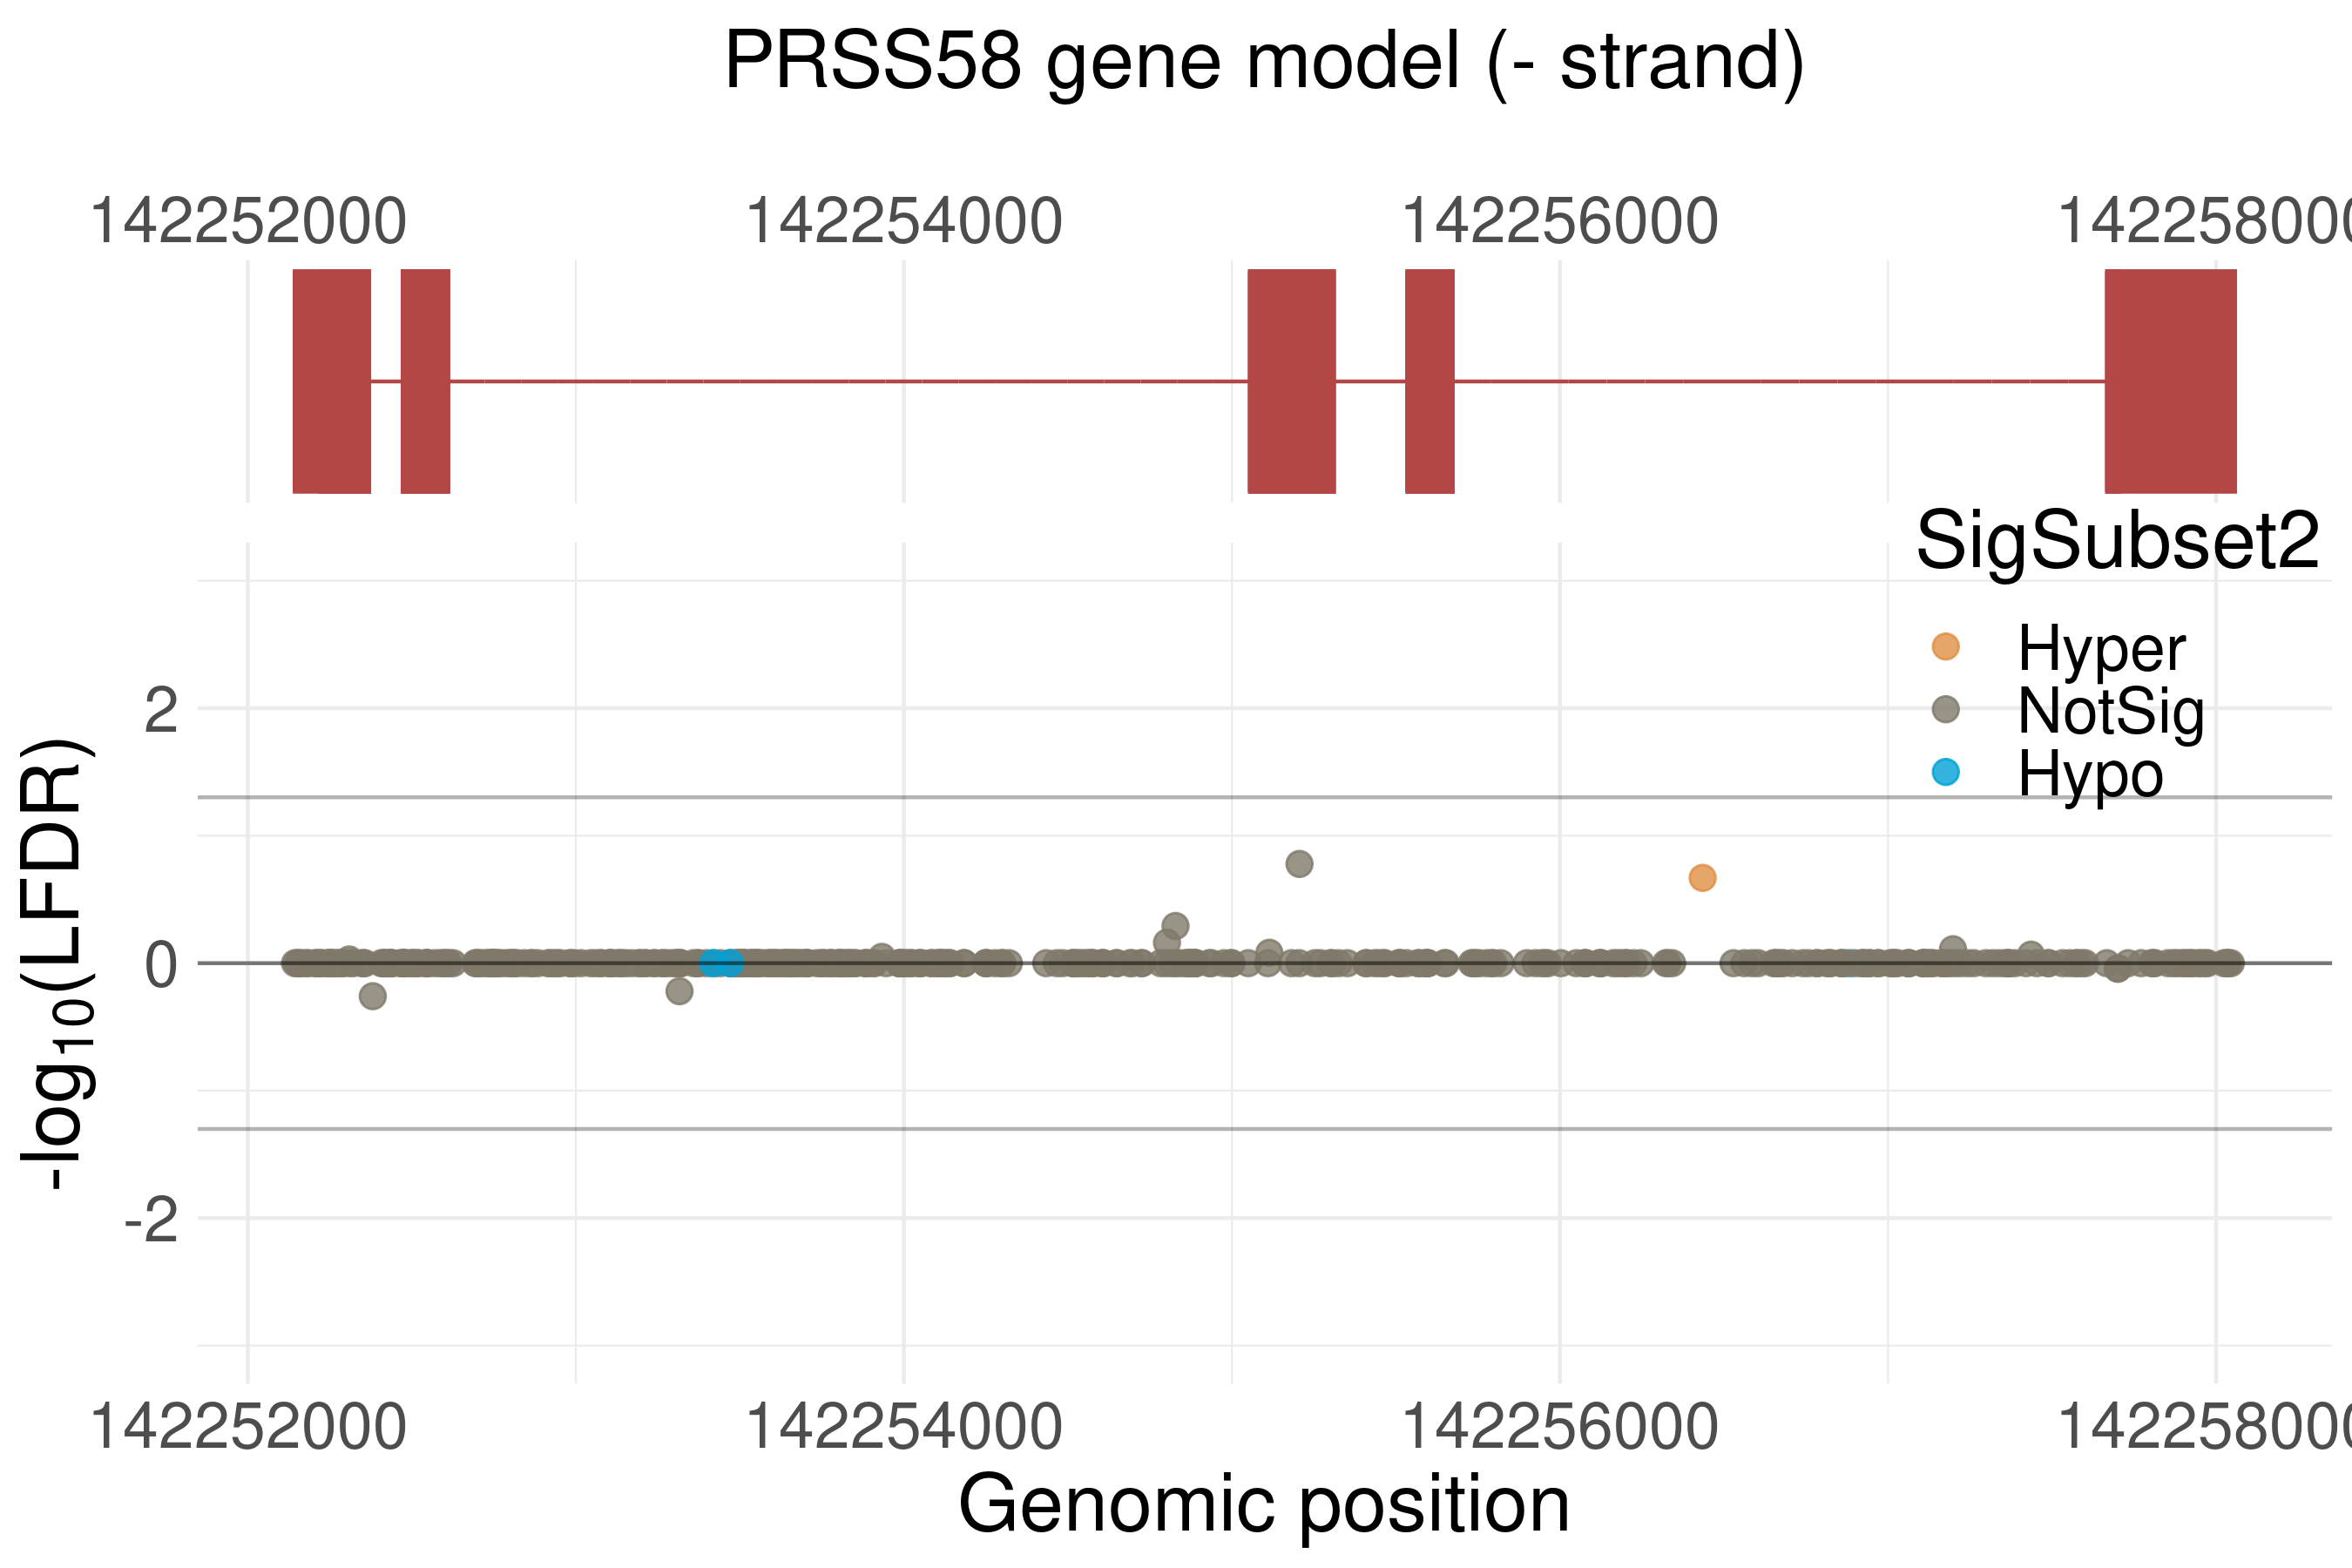 PRSS58 gene model (- strand)
142252000 142254000 142256000 142258000
SigSubset2
Hyper
NotSig
Hypo
2
0
-2
-log10(LFDR)
142252000 142254000 142256000 142258000
Genomic position